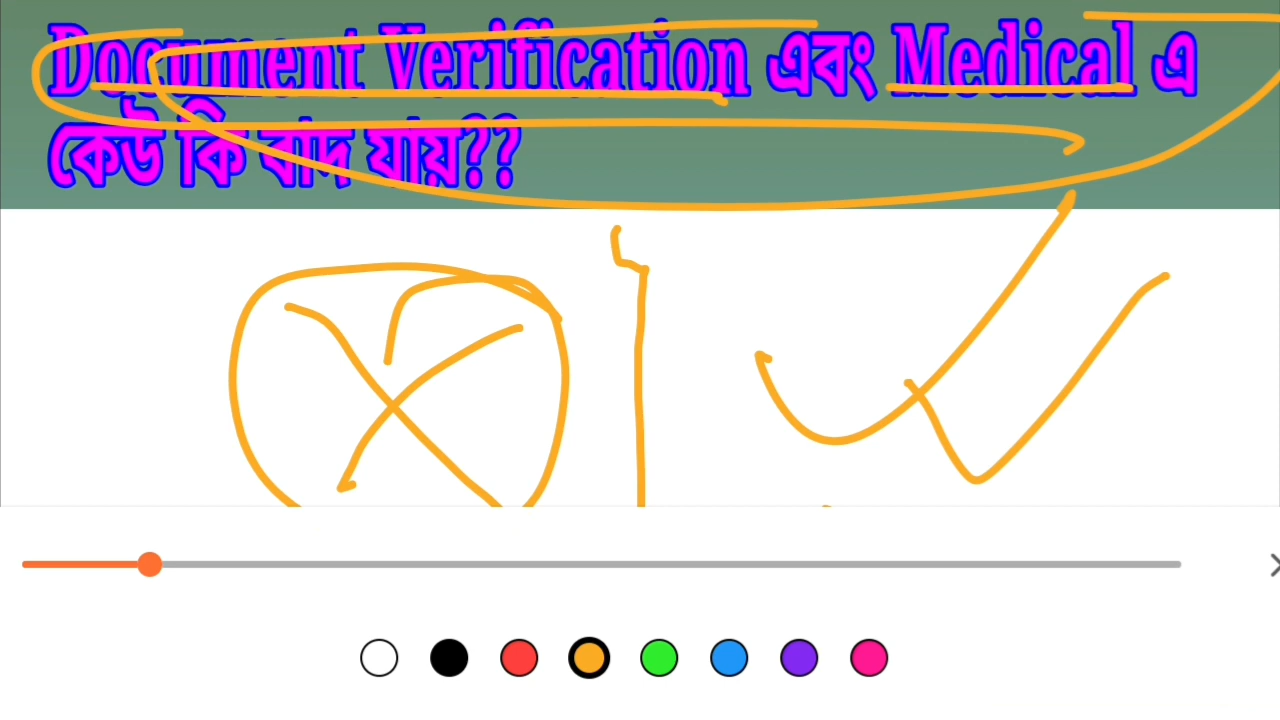 Document Verification এবং Medical এ
কেউ কি বাদ যায়??